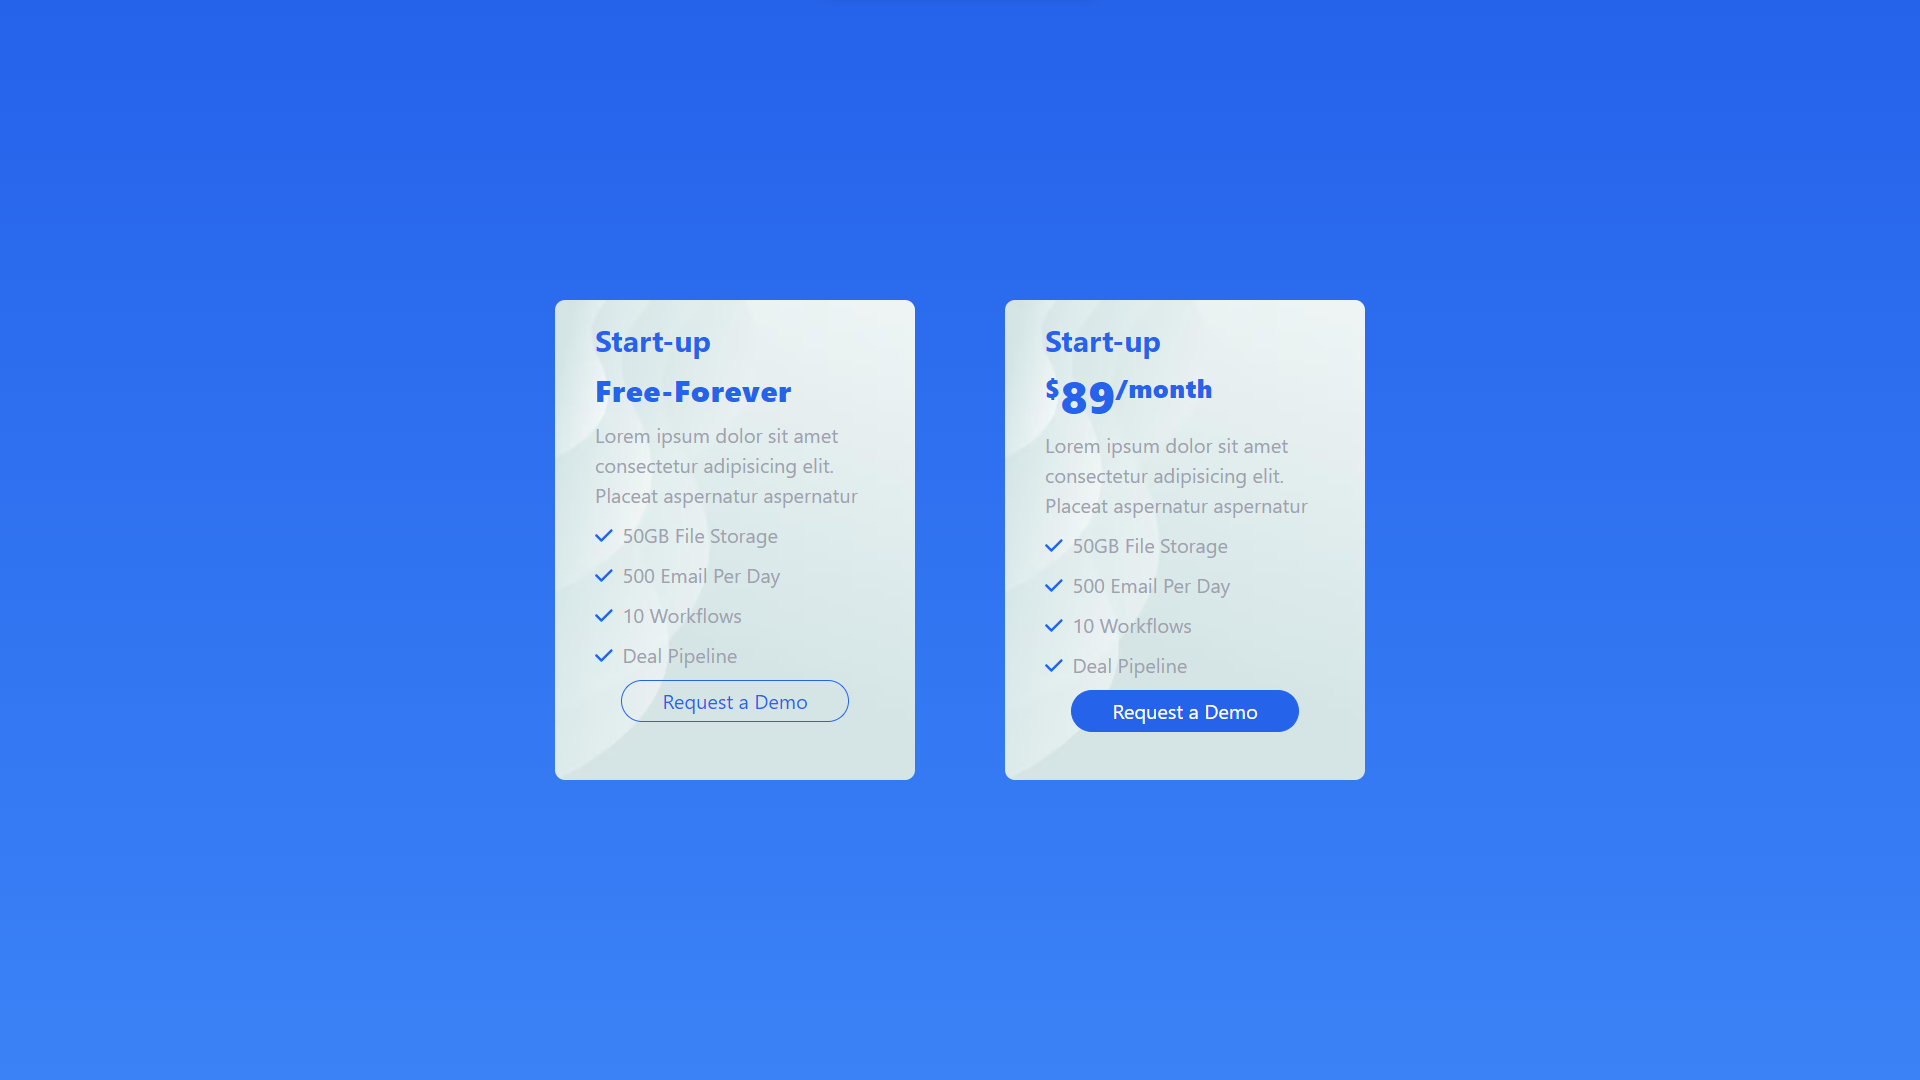 Start-up
Free-Forever
Lorem ipsum dolor sit amet
consectetur adipisicing elit.
Placeat aspernatur aspernatur
50GB File Storage
500 Email Per Day
10 Workflows
Deal Pipeline
Request a Demo
Start-up
$89/month
Lorem ipsum dolor sit amet
consectetur adipisicing elit.
Placeat aspernatur aspernatur
50GB File Storage
500 Email Per Day
10 Workflows
Deal Pipeline
Request a Demo